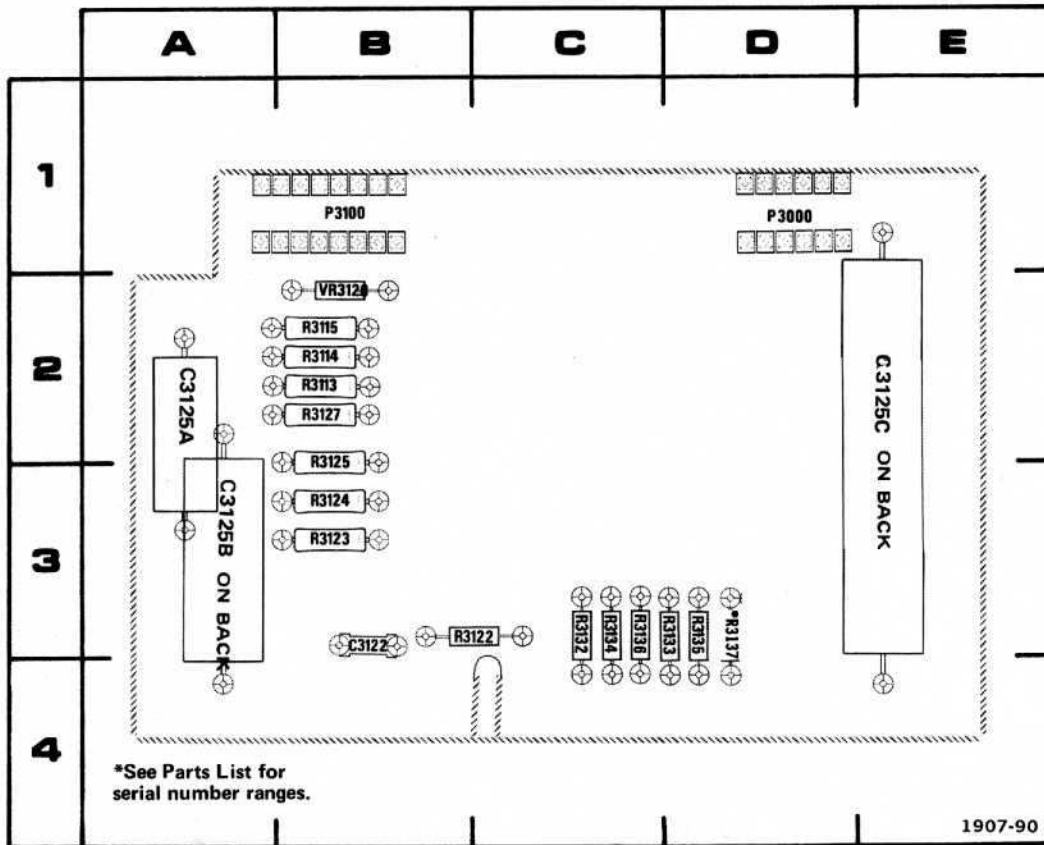 A B C D E
1
P3100 P3000
VR3120
R3115
2
R3114
R3113
C3125A
R3127
C3125C ON BACK
R3125
C3125B ON BACK
R3124
3
R3123
C3122
R3122
R3132
R3134
R3136
R3133
R3135
*R3137
4
*See Parts List for
serial number ranges.
1907-90